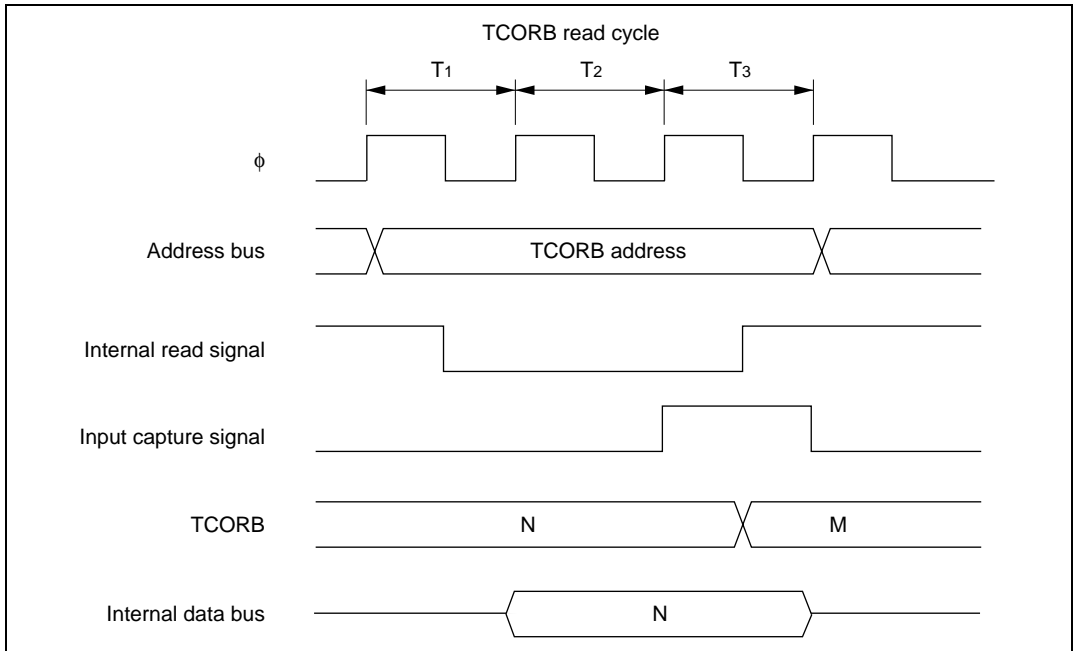 TCORB read cycle
T1 T2 T3
ϕ
Address bus TCORB address
Internal read signal
Input capture signal
TCORB N M
Internal data bus N